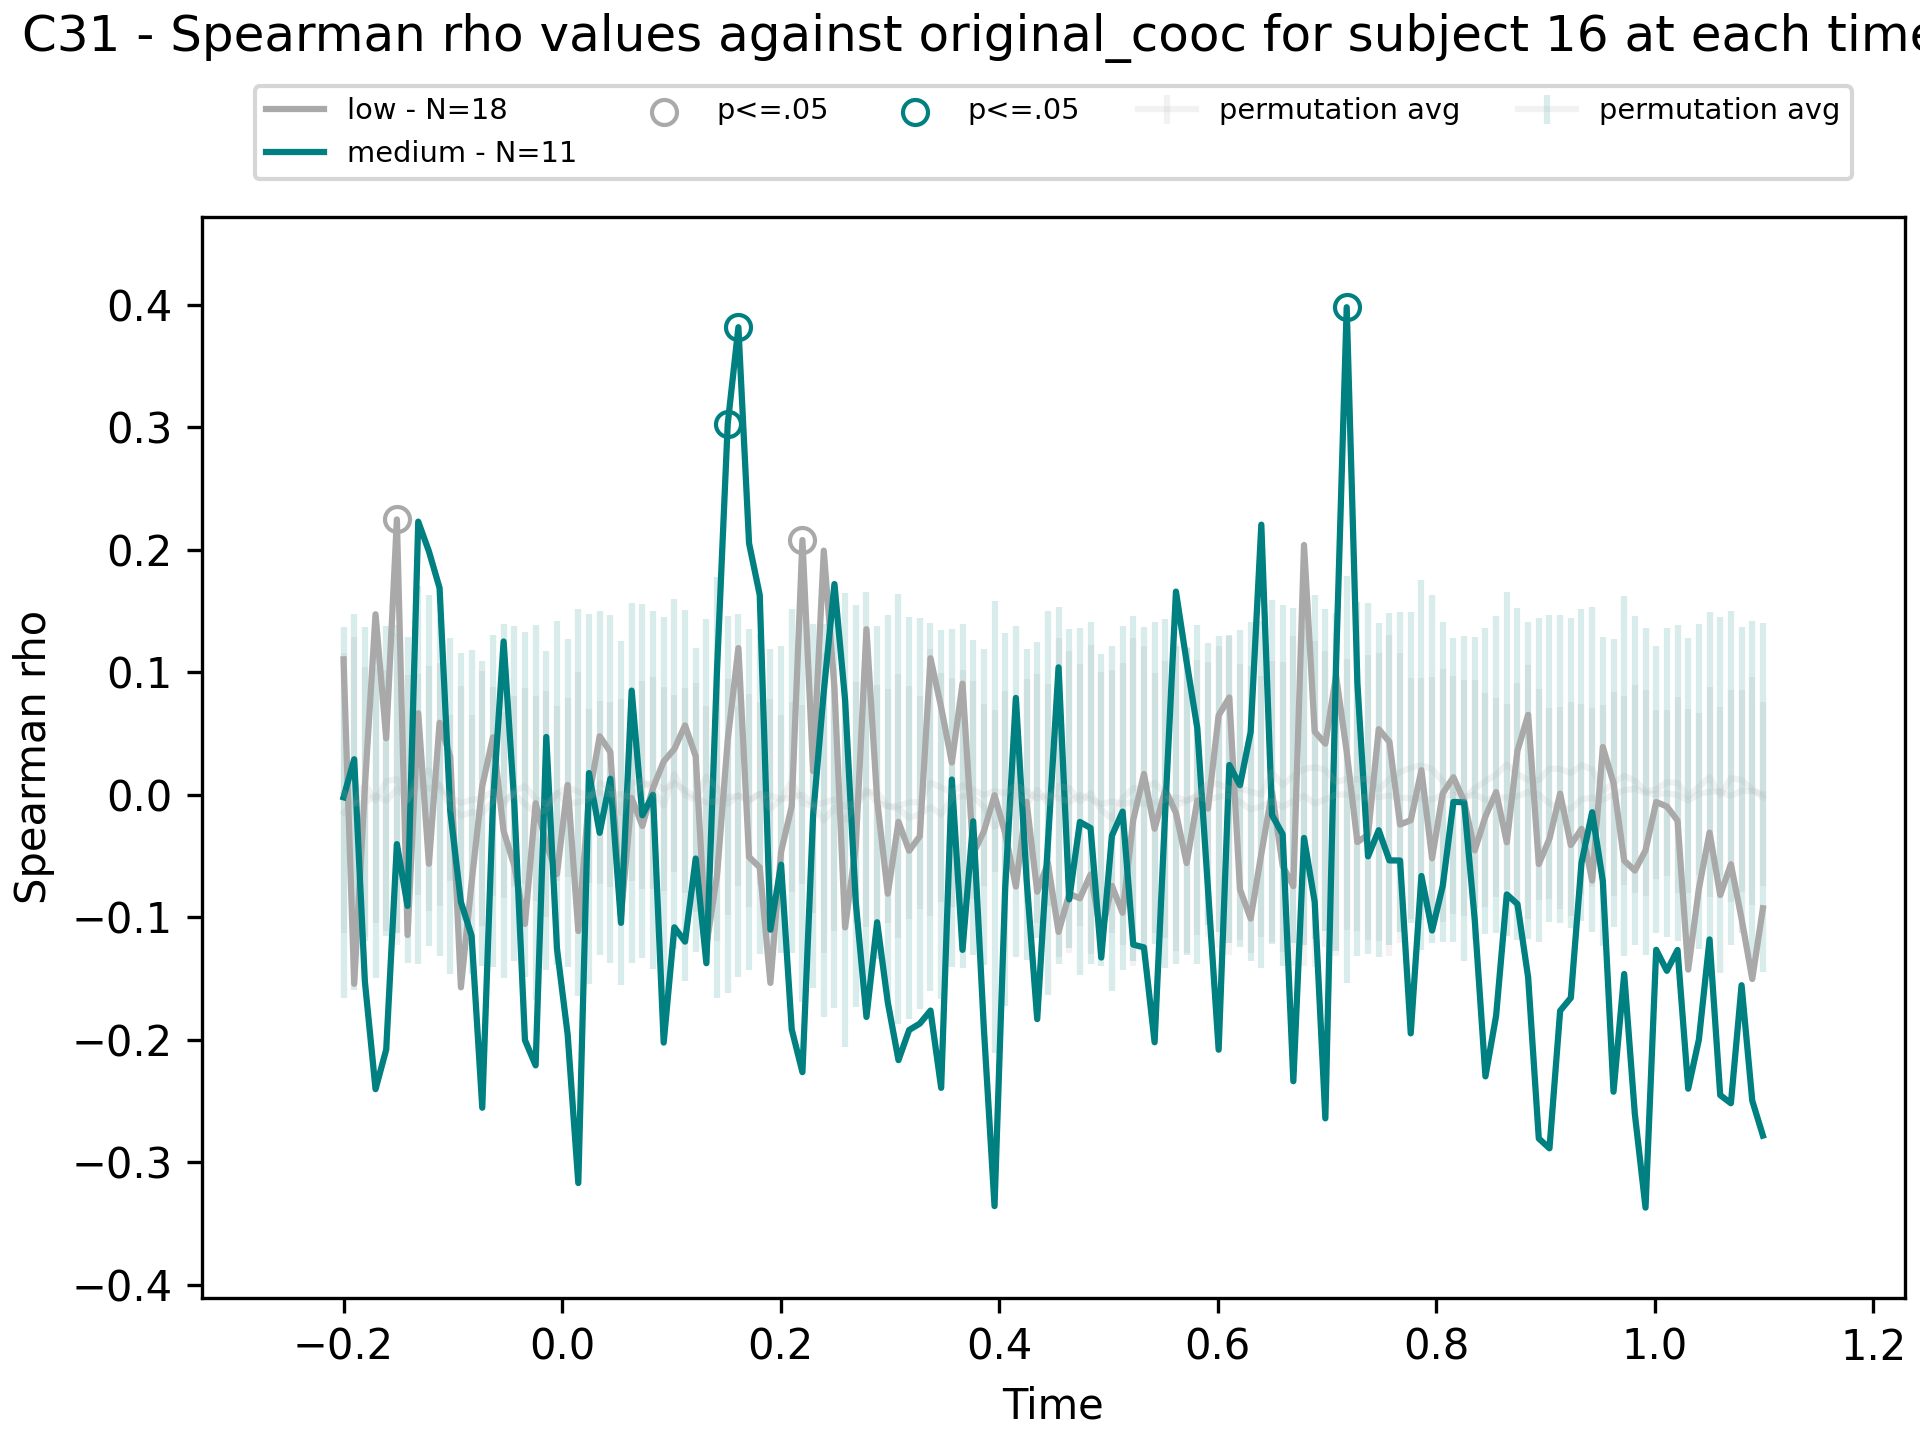 C31 - Spearman rho values against original_cooc for subject 16 at each time
low - N=18
medium - N=11
p<=.05
p<=.05
permutation avg
permutation avg
Spearman rho
0.4
0.3
0.2
0.1
0.0
−0.1
−0.2
−0.3
−0.4
−0.2 0.0 0.2 0.4 0.6 0.8 1.0 1.2
Time